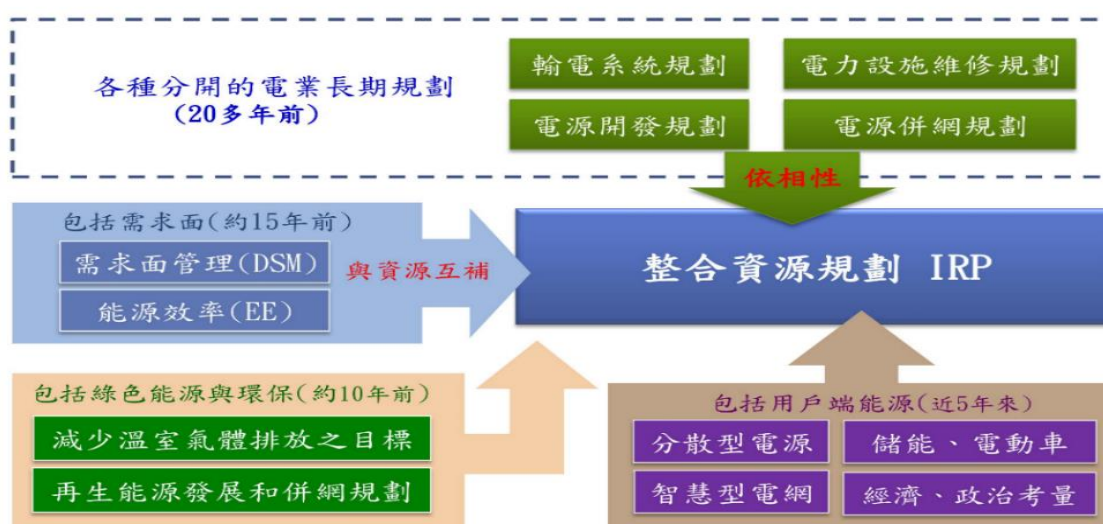 各種分開的電業長期規劃
(20多年前)
輸電系統規劃
電力設施維修規劃
電源開發規劃
電源併網規劃
依相性
包括需求面(約15年前)
需求面管理(DSM)
能源效率(EE)
與資源互補
整合資源規劃 IRP
包括綠色能源與環保(約10年前)
減少溫室氣體排放之目標
再生能源發展和併網規劃
包括用戶端能源(近5年來)
分散型電源
儲能、電動車
智慧型電網
經濟、政治考量